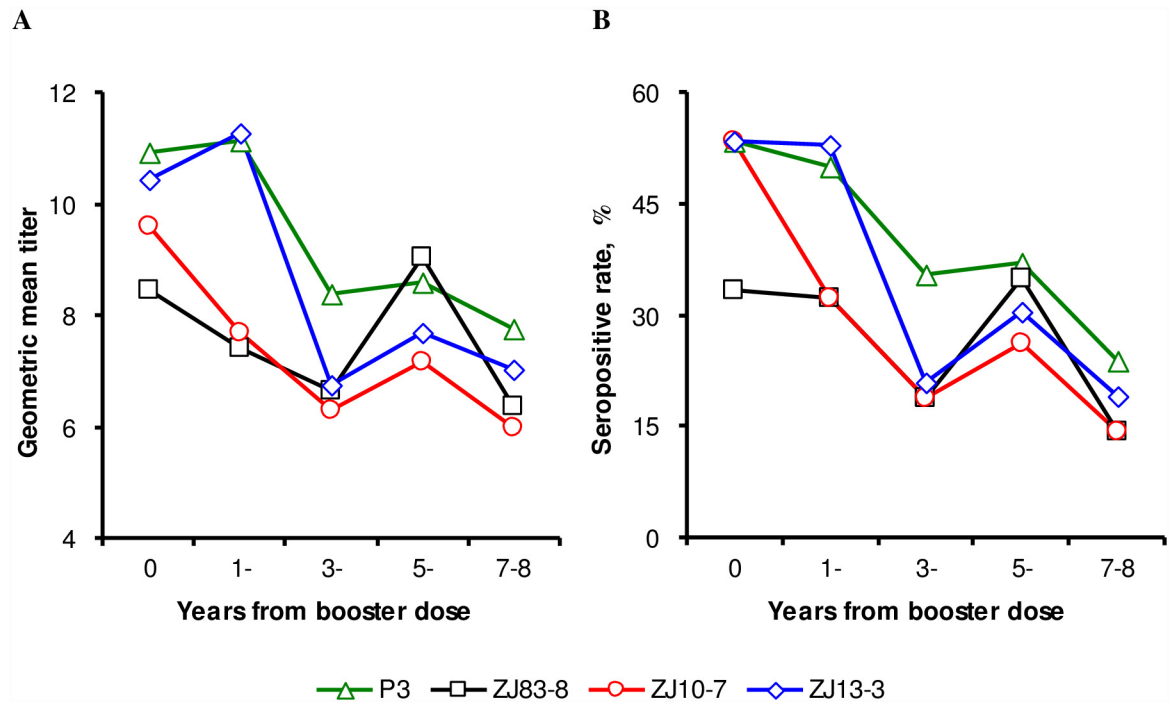 A
B
12
10
8
6
4
Geometric mean titer
0 1- 3- 5- 7-8
Years from booster dose
60
45
30
15
0
Seropositive rate, %
0 1- 3- 5- 7-8
Years from booster dose
P3 ZJ83-8 ZJ10-7 ZJ13-3